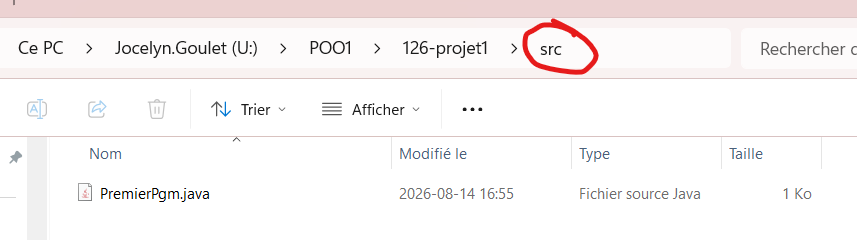 Ce PC > Jocelyn.Goulet (U:) > POO1 > 126-projet1 > src Rechercher d
Trier Afficher ...
Nom Modifié le Type Taille
PremierPgm.java 2026-08-14 16:55 Fichier source Java 1 Ko